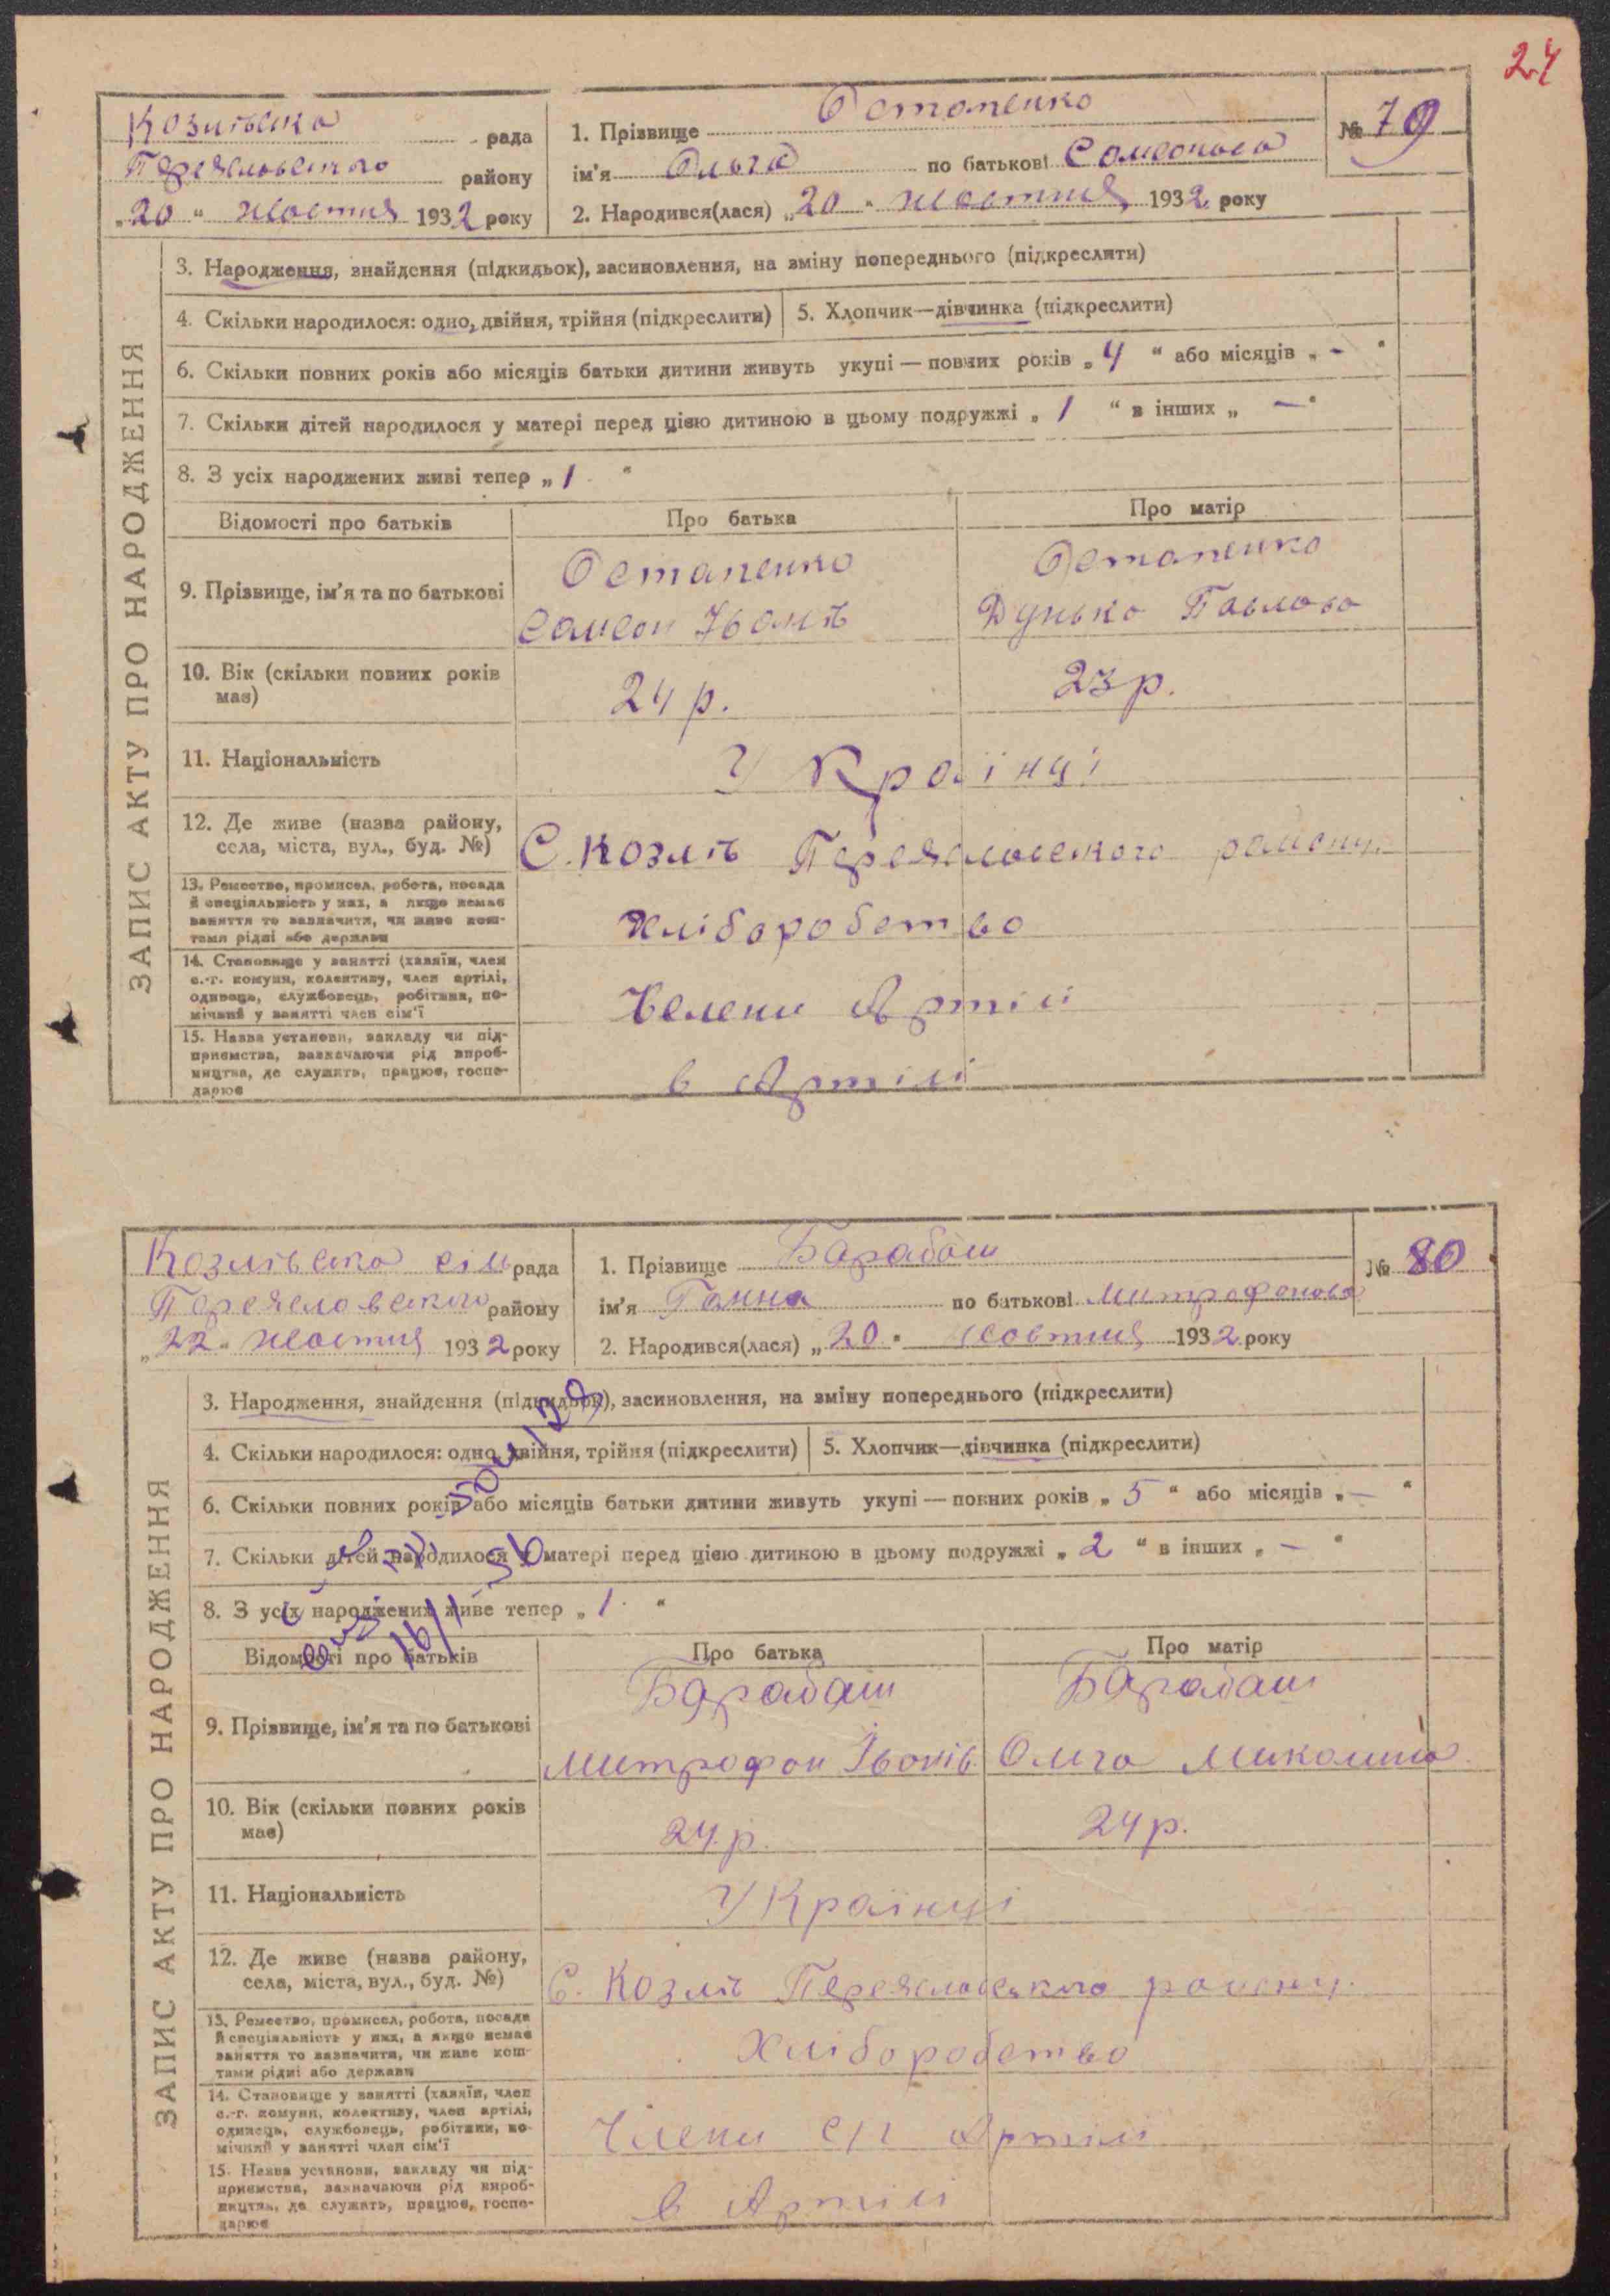 24
Козлівська рада
Переяславського району
„20“ жовтня 1932 року
1. Прізвище Остапенко
ім'я Ольга по батькові Самсонова
2. Народився(лася) „20“ жовтня 1932 року
№ 79
ЗАПИС АКТУ ПРО НАРОДЖЕННЯ
3. Народження, знайдення (підкидьок), засиновлення, на зміну попереднього (підкреслити)
4. Скільки народилося: одно, двійня, трійня (підкреслити)
5. Хлопчик—дівчинка (підкреслити)
6. Скільки повних років або місяців батьки дитини живуть укупі — повних років „4“ або місяців „-“
7. Скільки дітей народилося у матері перед цією дитиною в цьому подружжі „1“ в інших „—“
8. З усіх народжених живі тепер „1“
Відомості про батьків Про батька Про матір
9. Прізвище, ім'я та по батькові
Остапенко Самсон Іванів
Остапенко Дунька Павлова
10. Вік (скільки повних років має)
24 р. 23 р.
11. Національність
Українці
12. Де живе (назва району, села, міста, вул., буд. №)
С. Козлів Переяславського району
13. Ремество, промисел, робота, посада й спеціальність у них, а якщо немає заняття то зазначити, чи живе коштами рідні або держави
Хліборобство
14. Становище у занятті (хазяїн, член с.-г. комуни, колективу, член артілі, одинець, службовець, робітник, помічний у занятті член сім'ї
Члени Артілі
15. Назва установи, закладу чи підприємства, зазначаючи рід виробництва, де служить, працює, господарює
в Артілі
Козлівська сіль рада
Переяславського району
„22“ жовтня 1932 року
1. Прізвище Барабаш
ім'я Ганна по батькові Митрофонова
2. Народився(лася) „20“ жовтня 1932 року
№ 80
ЗАПИС АКТУ ПРО НАРОДЖЕННЯ
3. Народження, знайдення (підкидьок), засиновлення, на зміну попереднього (підкреслити)
4. Скільки народилося: одно, двійня, трійня (підкреслити)
5. Хлопчик—дівчинка (підкреслити)
6. Скільки повних років або місяців батьки дитини живуть укупі — повних років „5“ або місяців „—“
7. Скільки дітей народилося у матері перед цією дитиною в цьому подружжі „2“ в інших „—“
8. З усіх народжених живе тепер „1“
Відомості про батьків Про батька Про матір
9. Прізвище, ім'я та по батькові
Барабаш Митрофон Іванів
Барабаш Олга
10. Вік (скільки повних років має)
24 р. 24 р.
11. Національність
Українці
12. Де живе (назва району, села, міста, вул., буд. №)
С. Козлів Переяславського району
13. Ремество, промисел, робота, посада й спеціальність у них, а якщо немає заняття то зазначити, чи живе коштами рідні або держави
Хліборобство
14. Становище у занятті (хазяїн, член с.-г. комуни, колективу, член артілі, одинець, службовець, робітник, помічний у занятті член сім'ї
Члени с/г Артіли
15. Назва установи, закладу чи підприємства, зазначаючи рід виробництва, де служить, працює, господарює
в Артілі